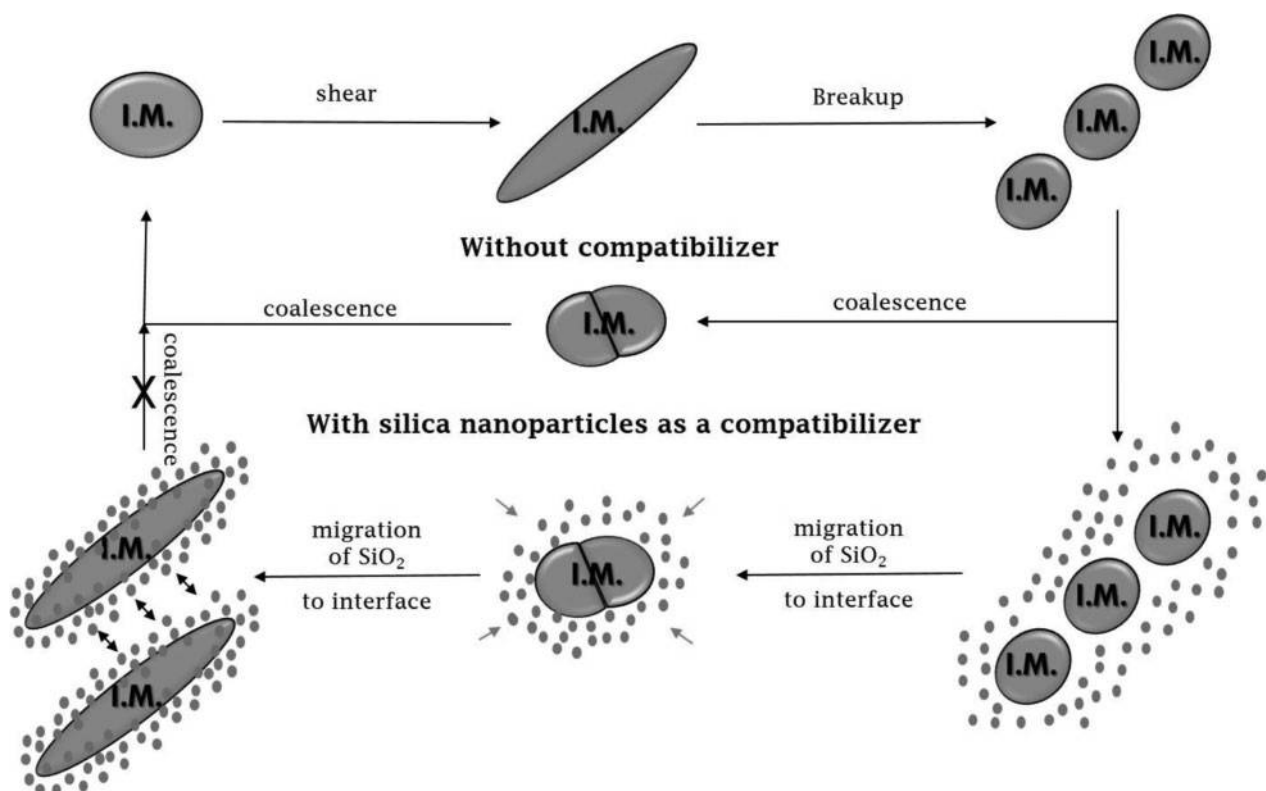 I.M.
shear
I.M.
Breakup
I.M.
I.M.
I.M.
Without compatibilizer
coalescence
I.M.
coalescence
coalescence
X
With silica nanoparticles as a compatibilizer
I.M.
I.M.
migration
of SiO₂
to interface
I.M.
migration
of SiO₂
to interface
I.M.
I.M.
I.M.